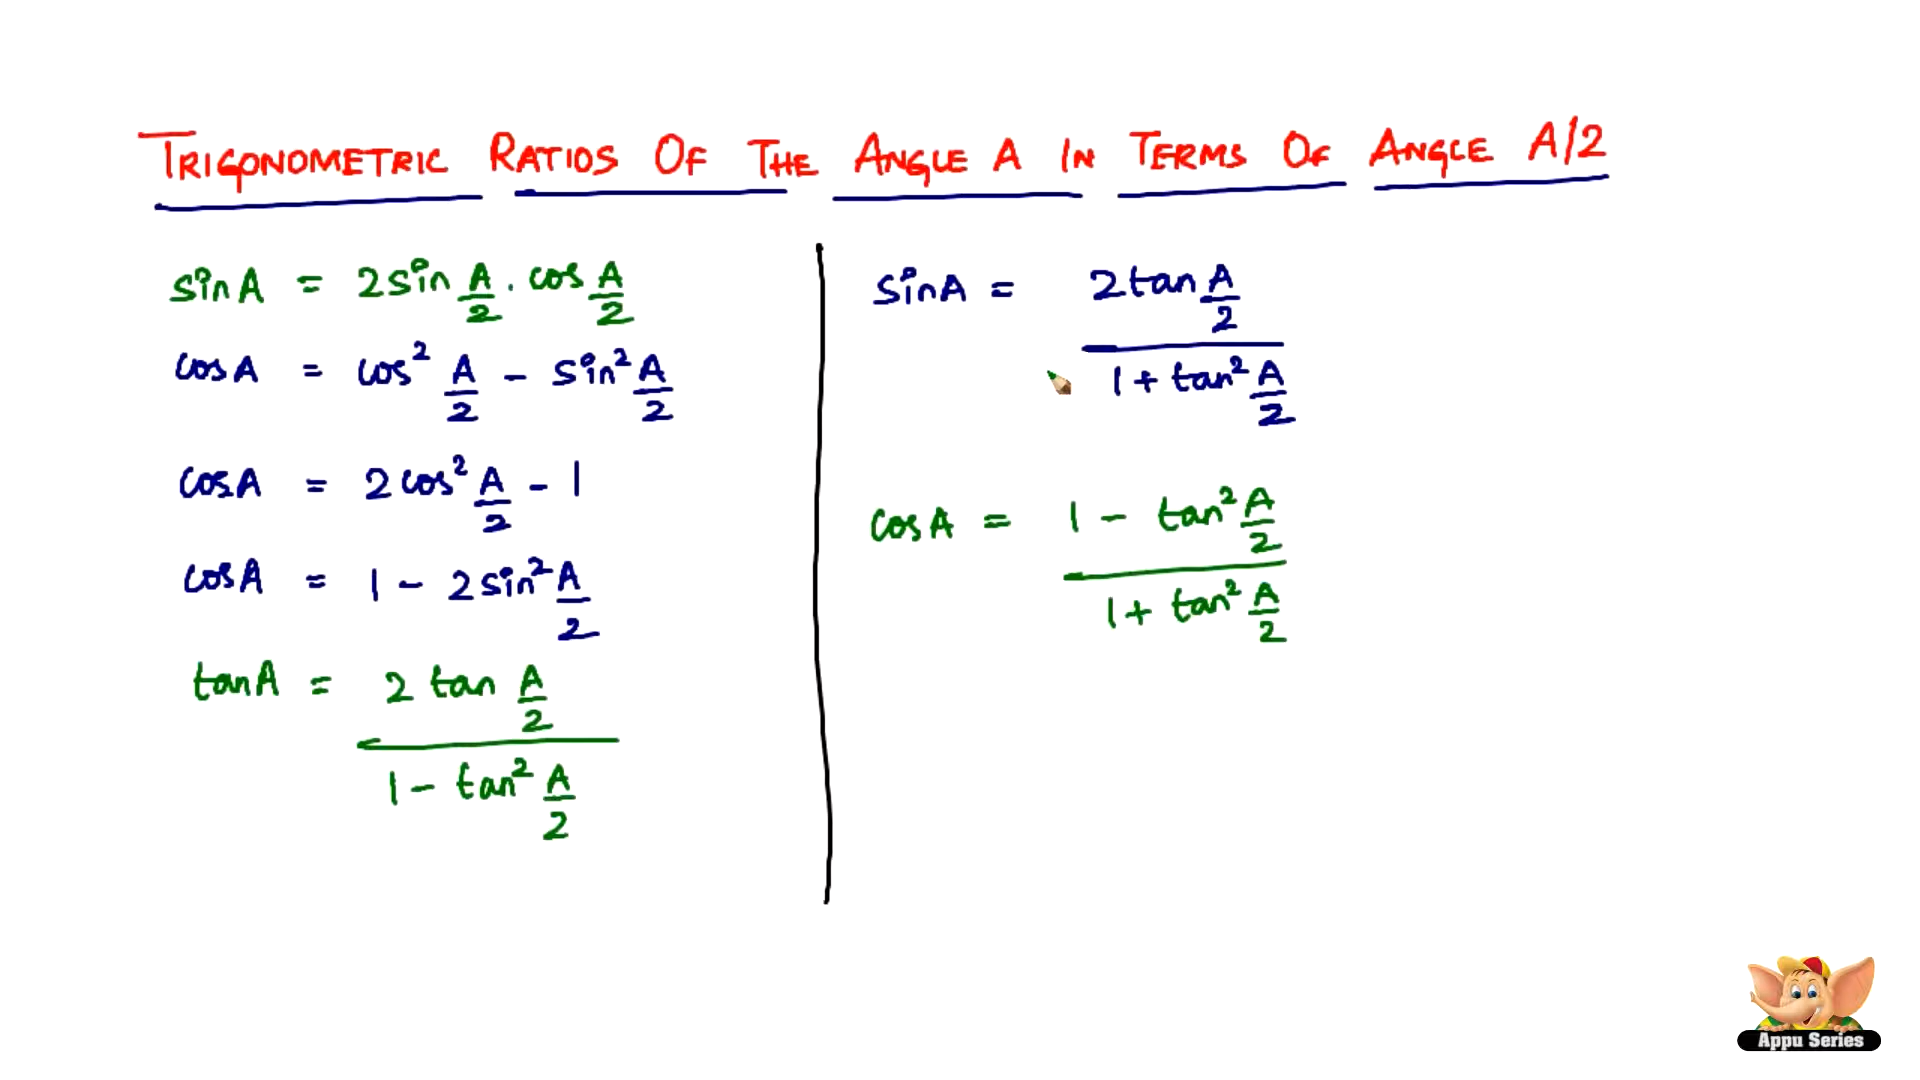 TRIGONOMETRIC RATIOS OF THE ANGLE A IN TERMS OF ANGLE A/2
sin A = 2 sin A/2 . cos A/2
cos A = cos² A/2 - sin² A/2
cos A = 2 cos² A/2 - 1
cos A = 1 - 2 sin² A/2
tan A = 2 tan A/2
1 - tan² A/2
sin A = 2 tan A/2
1 + tan² A/2
cos A = 1 - tan² A/2
1 + tan² A/2
Appu Series